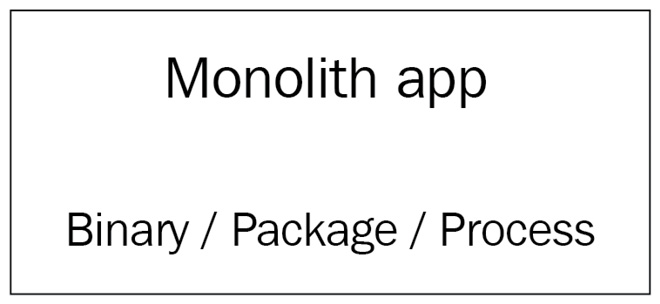 Monolith app
Binary / Package / Process